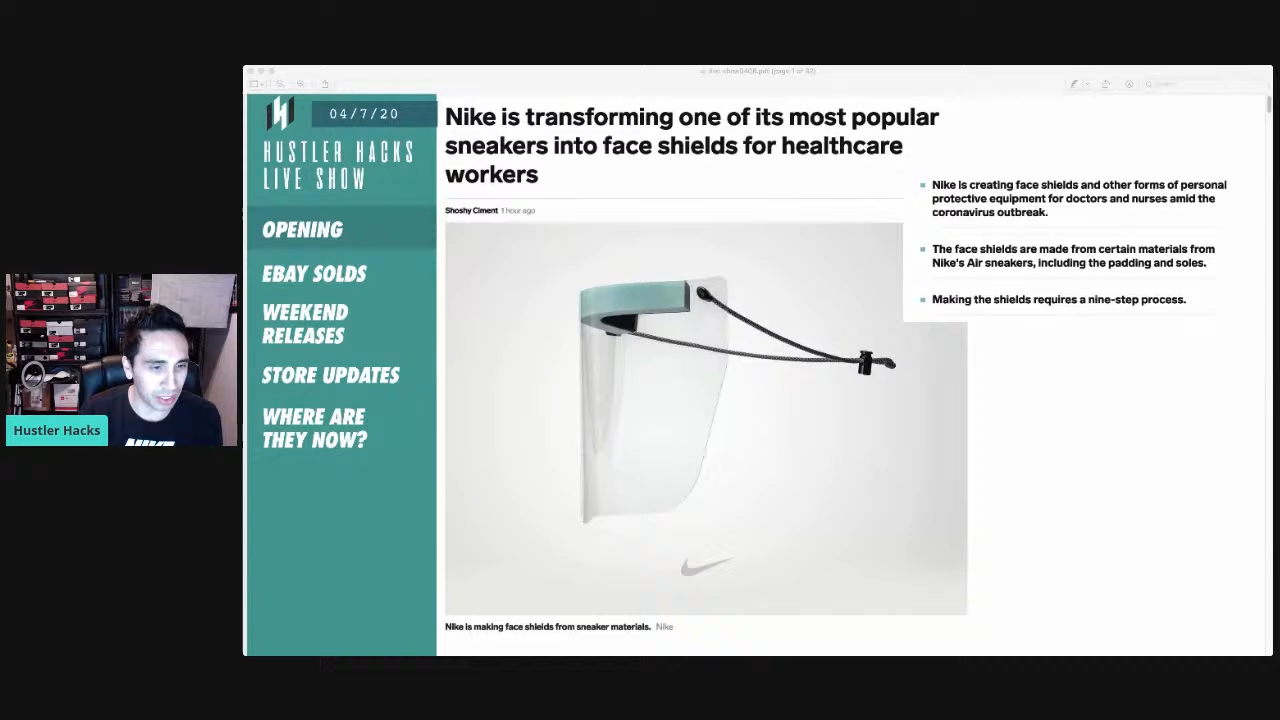 04/7/20
HUSTLER HACKS
LIVE SHOW
OPENING
EBAY SOLDS
WEEKEND
RELEASES
STORE UPDATES
WHERE ARE
THEY NOW?
Nike is transforming one of its most popular
sneakers into face shields for healthcare
workers
Shoshy Ciment 1 hour ago
Nike is creating face shields and other forms of personal
protective equipment for doctors and nurses amid the
coronavirus outbreak.
The face shields are made from certain materials from
Nike's Air sneakers, including the padding and soles.
Making the shields requires a nine-step process.
Nike is making face shields from sneaker materials. Nike
Hustler Hacks
NIKE